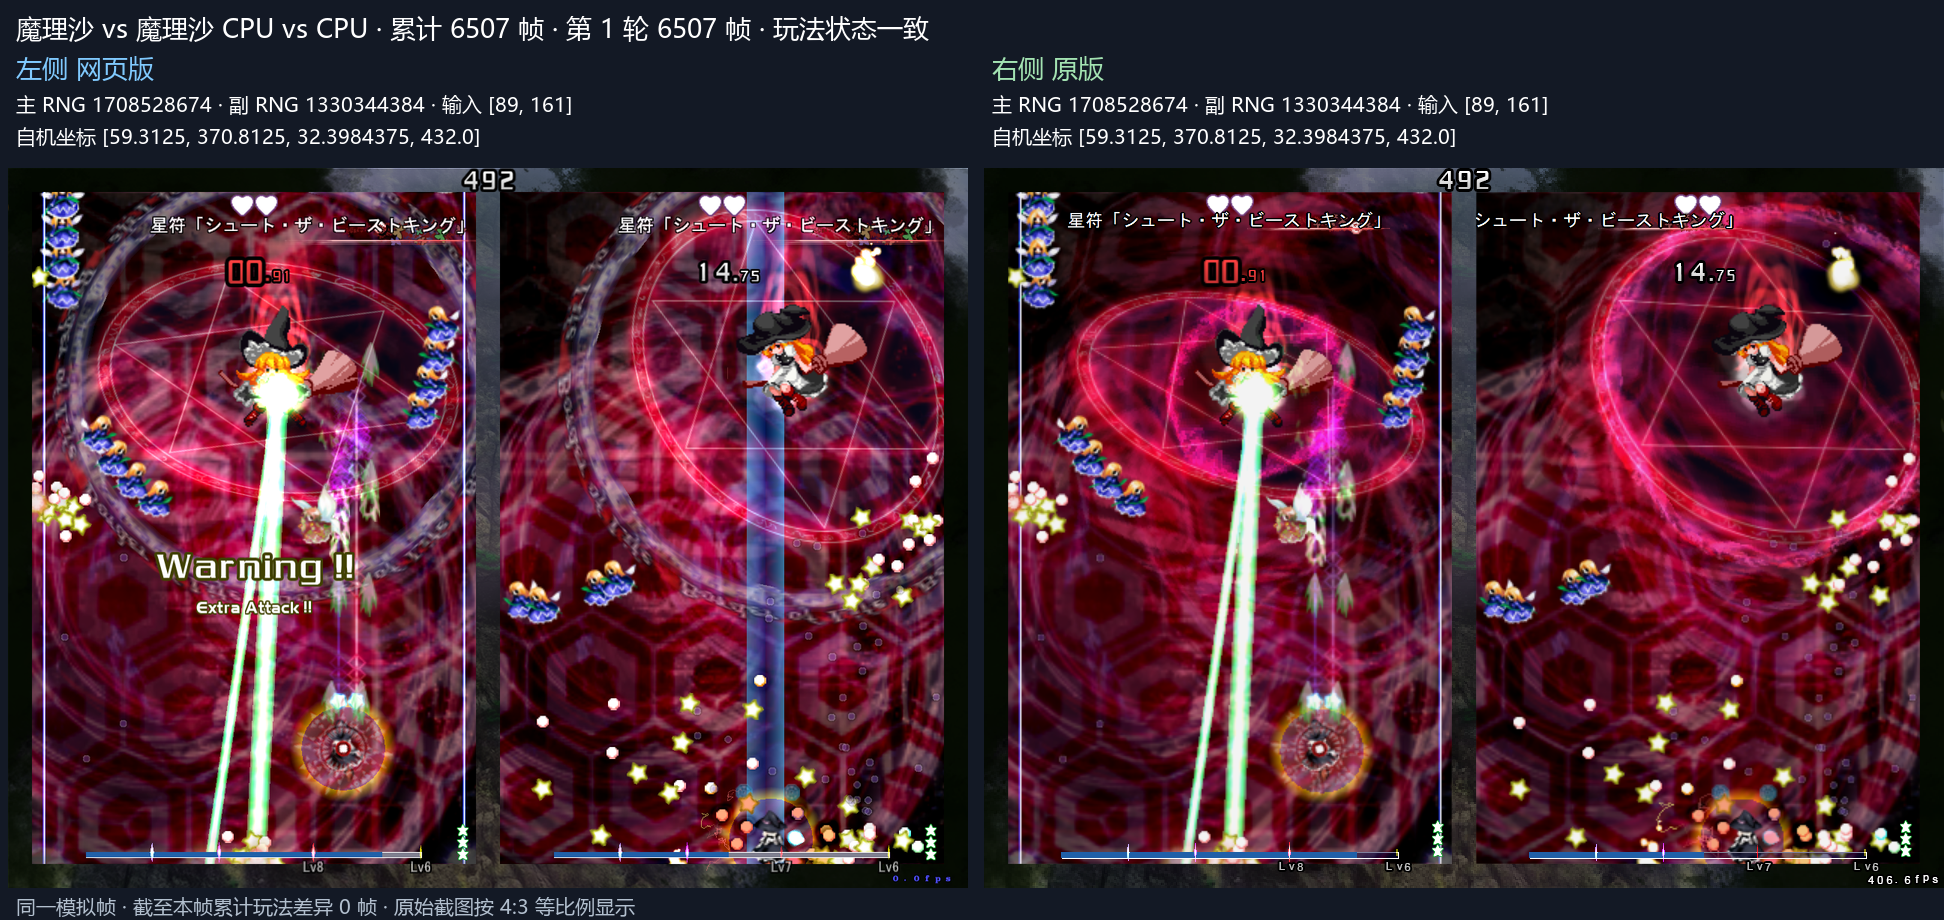 魔理沙 vs 魔理沙 CPU vs CPU · 累计 6507 帧 · 第 1 轮 6507 帧 · 玩法状态一致
左侧 网页版
主 RNG 1708528674 · 副 RNG 1330344384 · 输入 [89, 161]
自机坐标 [59.3125, 370.8125, 32.3984375, 432.0]
492
星符「シュート・ザ・ビーストキング」
星符「シュート・ザ・ビーストキング」
00.91
14.75
Warning !!
Extra Attack !!
Lv8
Lv6
Lv7
Lv6
0.0fps
右侧 原版
主 RNG 1708528674 · 副 RNG 1330344384 · 输入 [89, 161]
自机坐标 [59.3125, 370.8125, 32.3984375, 432.0]
492
星符「シュート・ザ・ビーストキング」
シュート・ザ・ビーストキング」
00.91
14.75
Lv8
Lv6
Lv7
Lv6
406.6fps
同一模拟帧 · 截至本帧累计玩法差异 0 帧 · 原始截图按 4:3 等比例显示